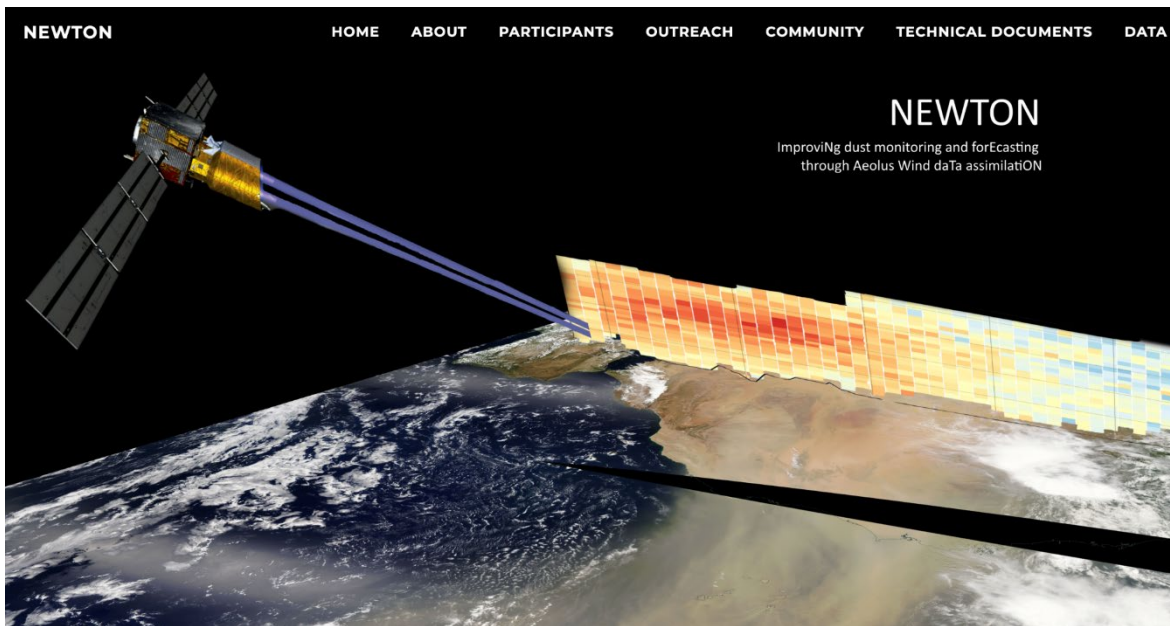 NEWTON HOME ABOUT PARTICIPANTS OUTREACH COMMUNITY TECHNICAL DOCUMENTS DATA
NEWTON
ImproviNg dust monitoring and forEcasting
through Aeolus Wind daTa assimilatiON